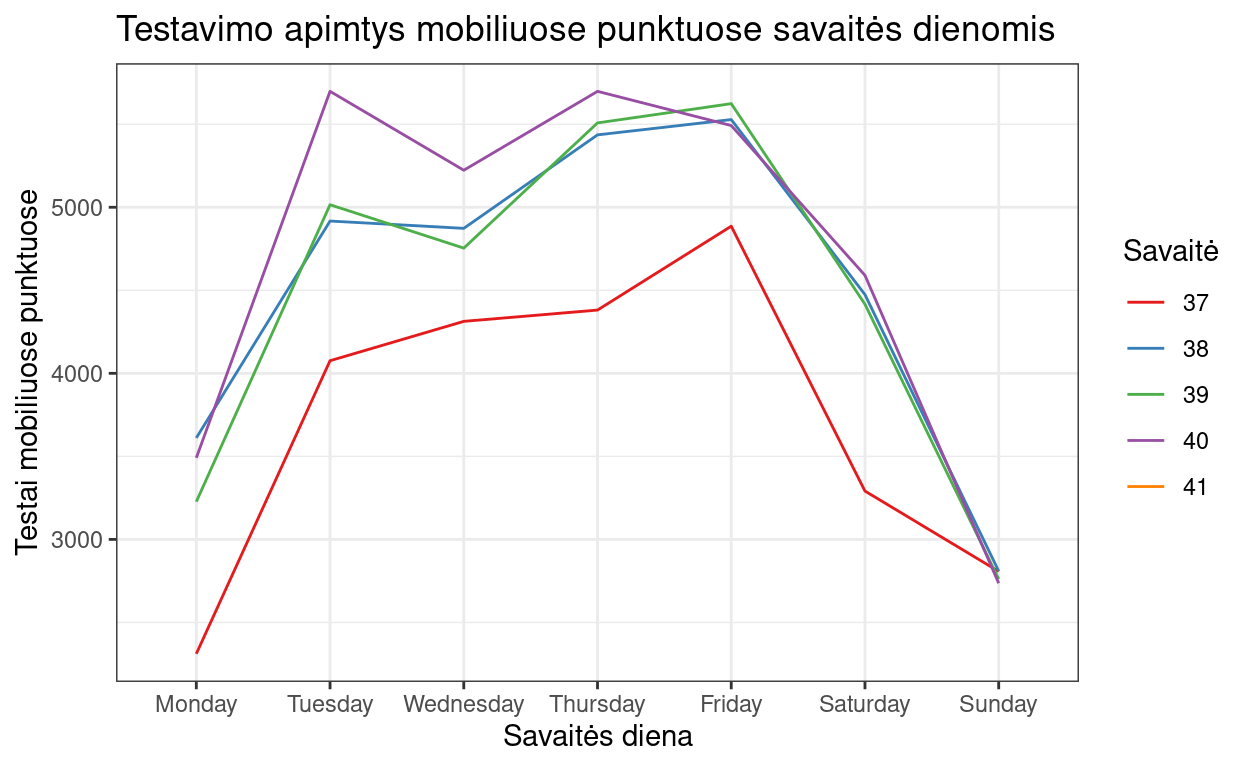 Testavimo apimtys mobiliuose punktuose savaitės dienomis
Testai mobiliuose punktuose
5000
4000
3000
Monday Tuesday Wednesday Thursday Friday Saturday Sunday
Savaitės diena
Savaitė
37
38
39
40
41